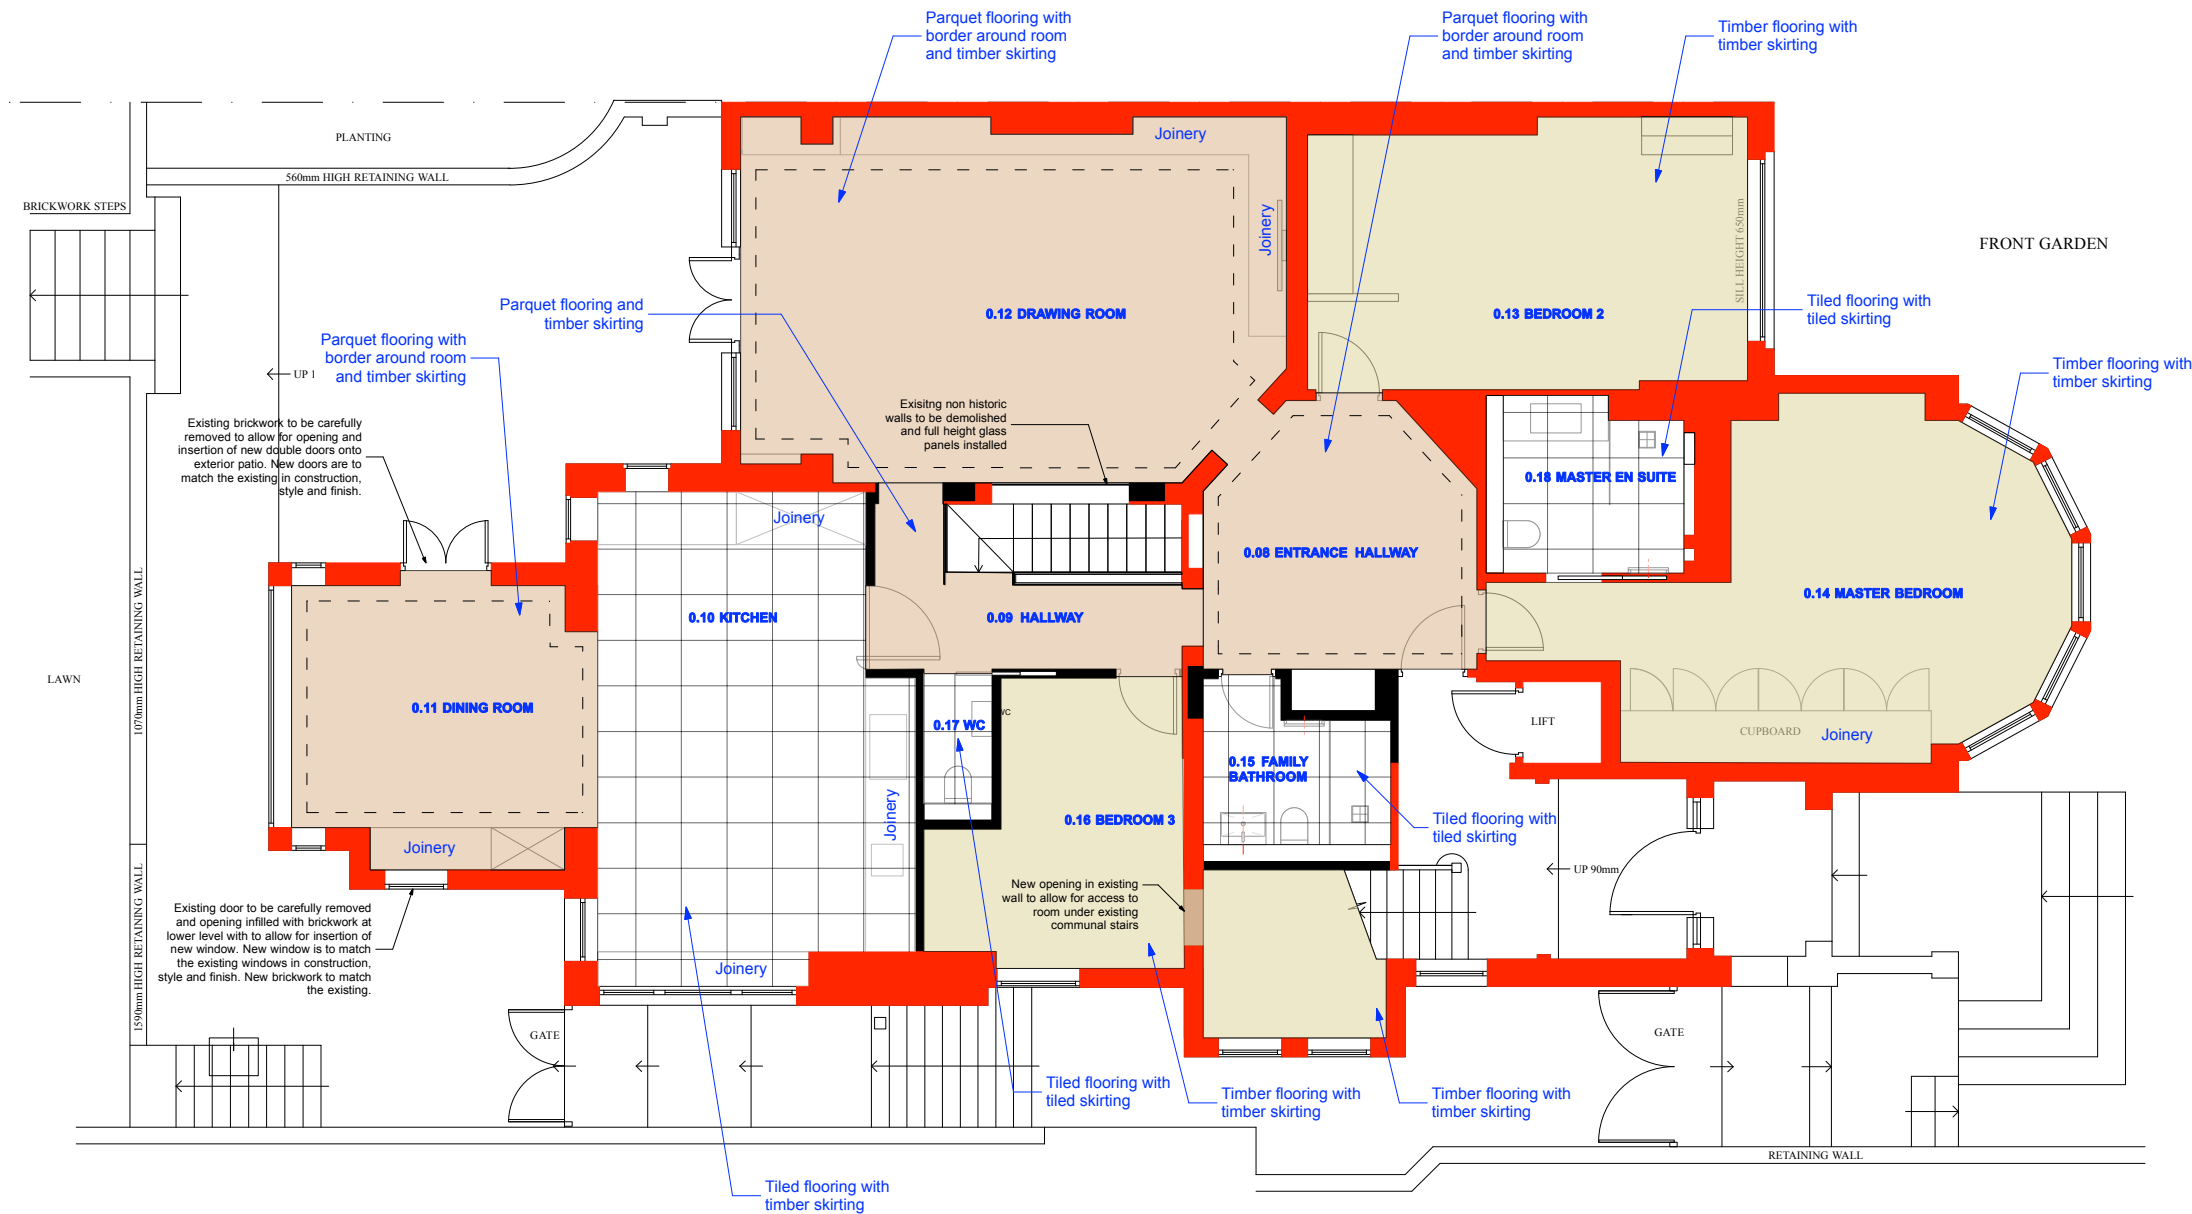 Parquet flooring with
border around room
and timber skirting
Parquet flooring with
border around room
and timber skirting
Timber flooring with
timber skirting
PLANTING
Joinery
560mm HIGH RETAINING WALL
BRICKWORK STEPS
Joinery
SILL HEIGHT 650mm
FRONT GARDEN
Parquet flooring and
timber skirting
0.12 DRAWING ROOM
0.13 BEDROOM 2
Tiled flooring with
tiled skirting
Parquet flooring with
border around room
and timber skirting
UP 1
Timber flooring with
timber skirting
Existing brickwork to be carefully
removed to allow for opening and
insertion of new double doors onto
exterior patio. New doors are to
match the existing in construction,
style and finish.
Exisitng non historic
walls to be demolished
and full height glass
panels installed
0.18 MASTER EN SUITE
Joinery
0.08 ENTRANCE HALLWAY
0.14 MASTER BEDROOM
0.10 KITCHEN
0.09 HALLWAY
1070mm HIGH RETAINING WALL
LAWN
0.11 DINING ROOM
0.17 WC
WC
LIFT
CUPBOARD
Joinery
0.15 FAMILY
BATHROOM
Joinery
0.16 BEDROOM 3
Tiled flooring with
tiled skirting
Joinery
UP 90mm
1590mm HIGH RETAINING WALL
New opening in existing
wall to allow for access to
room under existing
communal stairs
Existing door to be carefully removed
and opening infilled with brickwork at
lower level with to allow for insertion of
new window. New window is to match
the existing windows in construction,
style and finish. New brickwork to match
the existing.
Joinery
GATE
GATE
Tiled flooring with
tiled skirting
Timber flooring with
timber skirting
Timber flooring with
timber skirting
RETAINING WALL
Tiled flooring with
timber skirting